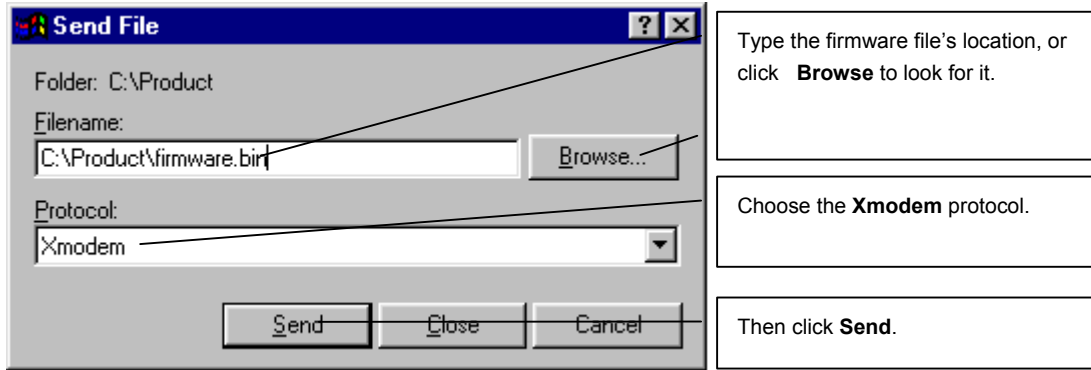 Send File
Folder: C:\Product
Filename:
C:\Product\firmware.bin
Browse...
Protocol:
Xmodem
Send
Close
Cancel
Type the firmware file’s location, or
click Browse to look for it.
Choose the Xmodem protocol.
Then click Send.